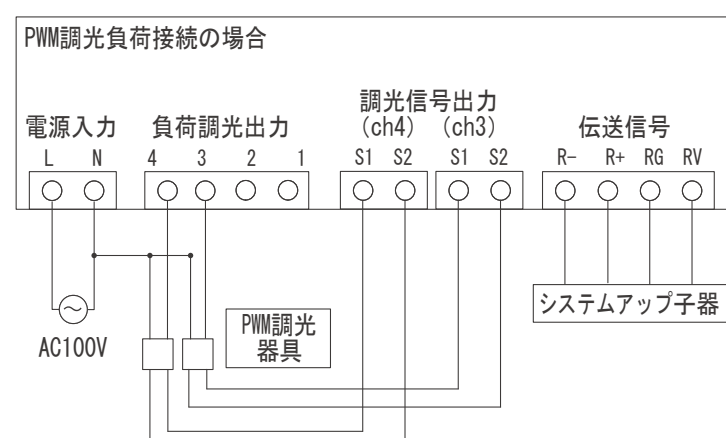 PWM調光負荷接続の場合
調光信号出力
電源入力 負荷調光出力 (ch4) (ch3) 伝送信号
L N 4 3 2 1 S1 S2 S1 S2 R- R+ RG RV
システムアップ子器
PWM調光
器具
AC100V